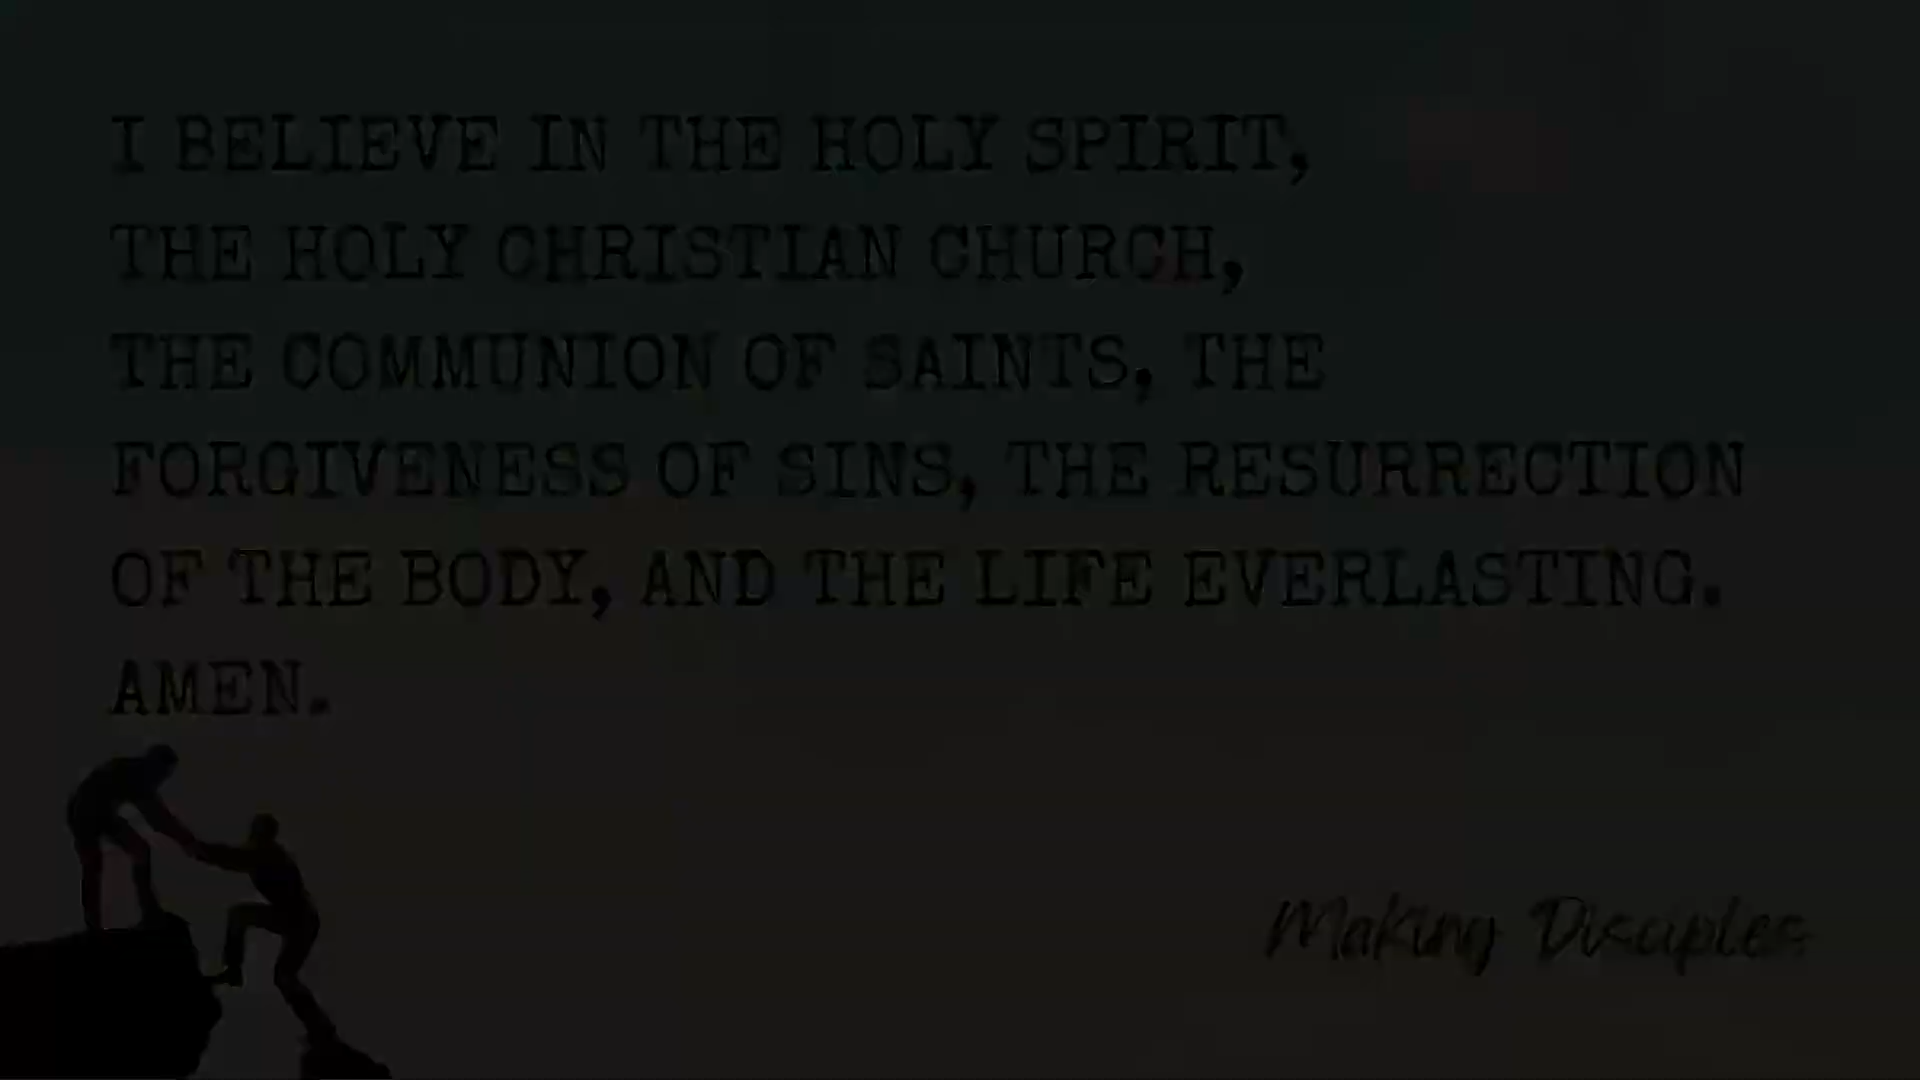 I BELIEVE IN THE HOLY SPIRIT,
THE HOLY CHRISTIAN CHURCH,
THE COMMUNION OF SAINTS, THE
FORGIVENESS OF SINS, THE RESURRECTION
OF THE BODY, AND THE LIFE EVERLASTING.
AMEN.
Making Disciples